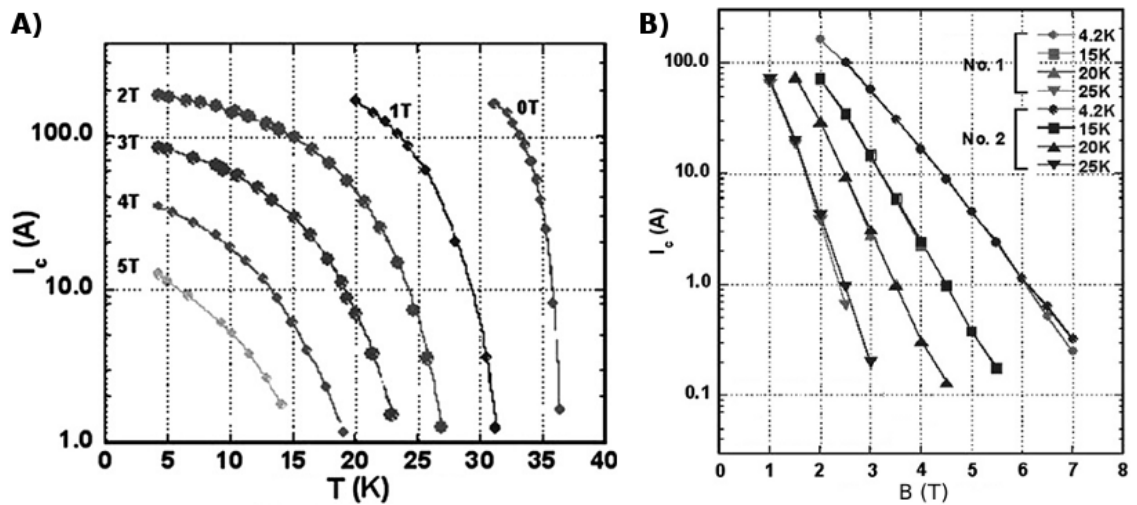 A)
I_c (A)
100.0
10.0
1.0
2T
3T
4T
5T
1T
0T
0 5 10 15 20 25 30 35 40
T (K)
B)
I_c (A)
100.0
10.0
1.0
0.1
No. 1
4.2K
15K
20K
25K
No. 2
4.2K
15K
20K
25K
0 1 2 3 4 5 6 7 8
B (T)